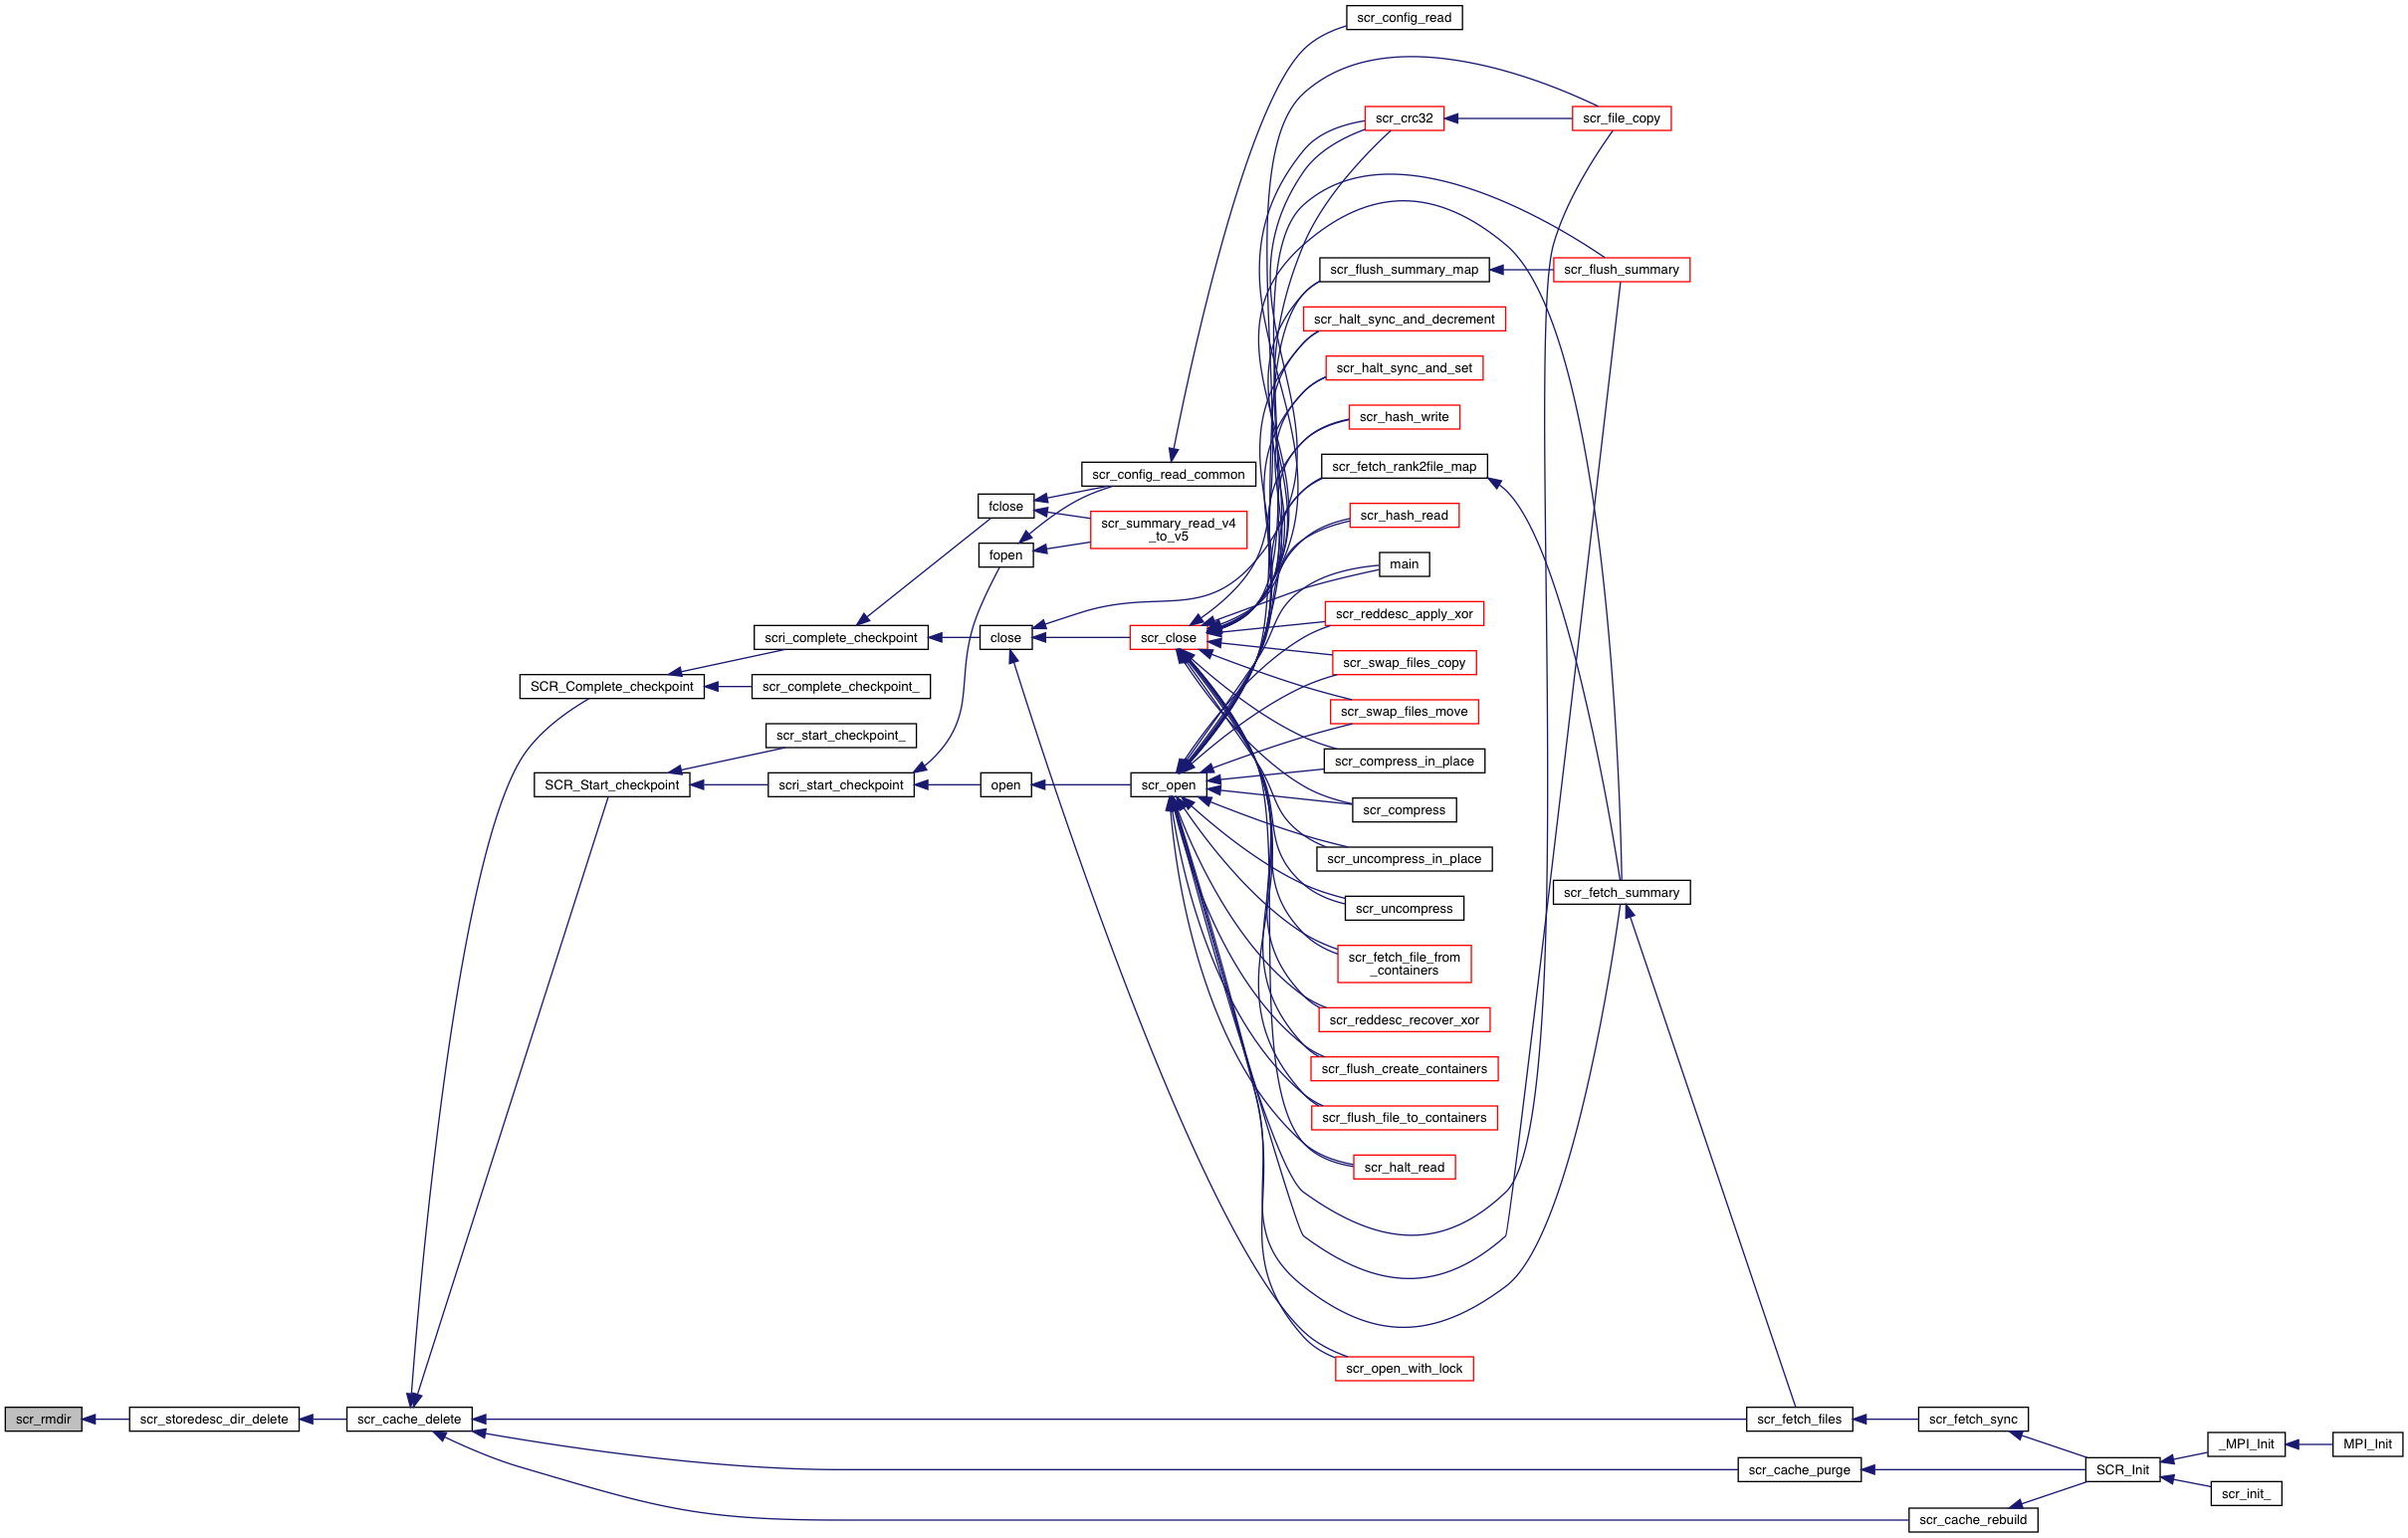 scr_config_read
scr_crc32
scr_file_copy
scr_flush_summary_map
scr_flush_summary
scr_halt_sync_and_decrement
scr_halt_sync_and_set
scr_hash_write
scr_fetch_rank2file_map
scr_config_read_common
fclose
scr_hash_read
scr_summary_read_v4
_to_v5
fopen
main
scr_reddesc_apply_xor
scri_complete_checkpoint
close
scr_close
scr_swap_files_copy
SCR_Complete_checkpoint
scr_complete_checkpoint_
scr_swap_files_move
scr_start_checkpoint_
scr_compress_in_place
SCR_Start_checkpoint
scri_start_checkpoint
open
scr_open
scr_compress
scr_uncompress_in_place
scr_fetch_summary
scr_uncompress
scr_fetch_file_from
_containers
scr_reddesc_recover_xor
scr_flush_create_containers
scr_flush_file_to_containers
scr_halt_read
scr_open_with_lock
scr_rmdir
scr_storedesc_dir_delete
scr_cache_delete
scr_fetch_files
scr_fetch_sync
_MPI_Init
MPI_Init
scr_cache_purge
SCR_Init
scr_init_
scr_cache_rebuild